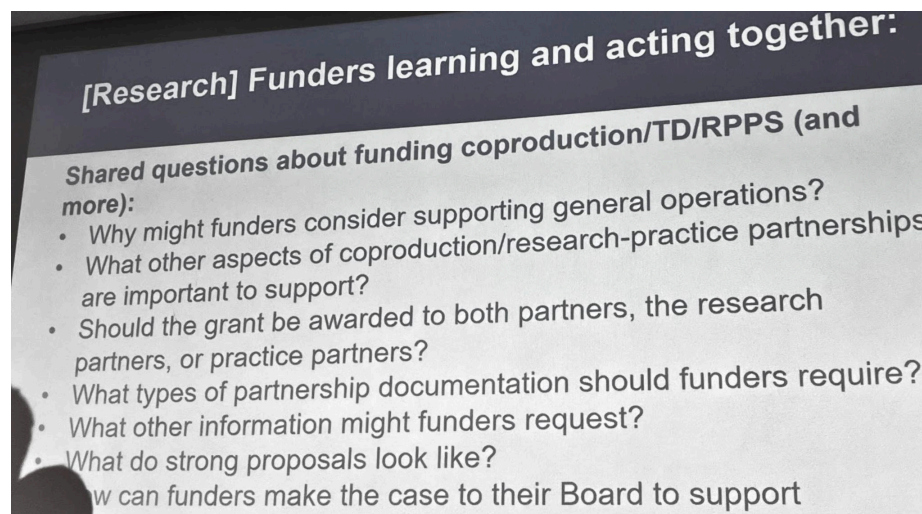 [Research] Funders learning and acting together:
Shared questions about funding coproduction/TD/RPPS (and
more):
• Why might funders consider supporting general operations?
• What other aspects of coproduction/research-practice partnerships
are important to support?
• Should the grant be awarded to both partners, the research
partners, or practice partners?
• What types of partnership documentation should funders require?
• What other information might funders request?
• What do strong proposals look like?
can funders make the case to their Board to support